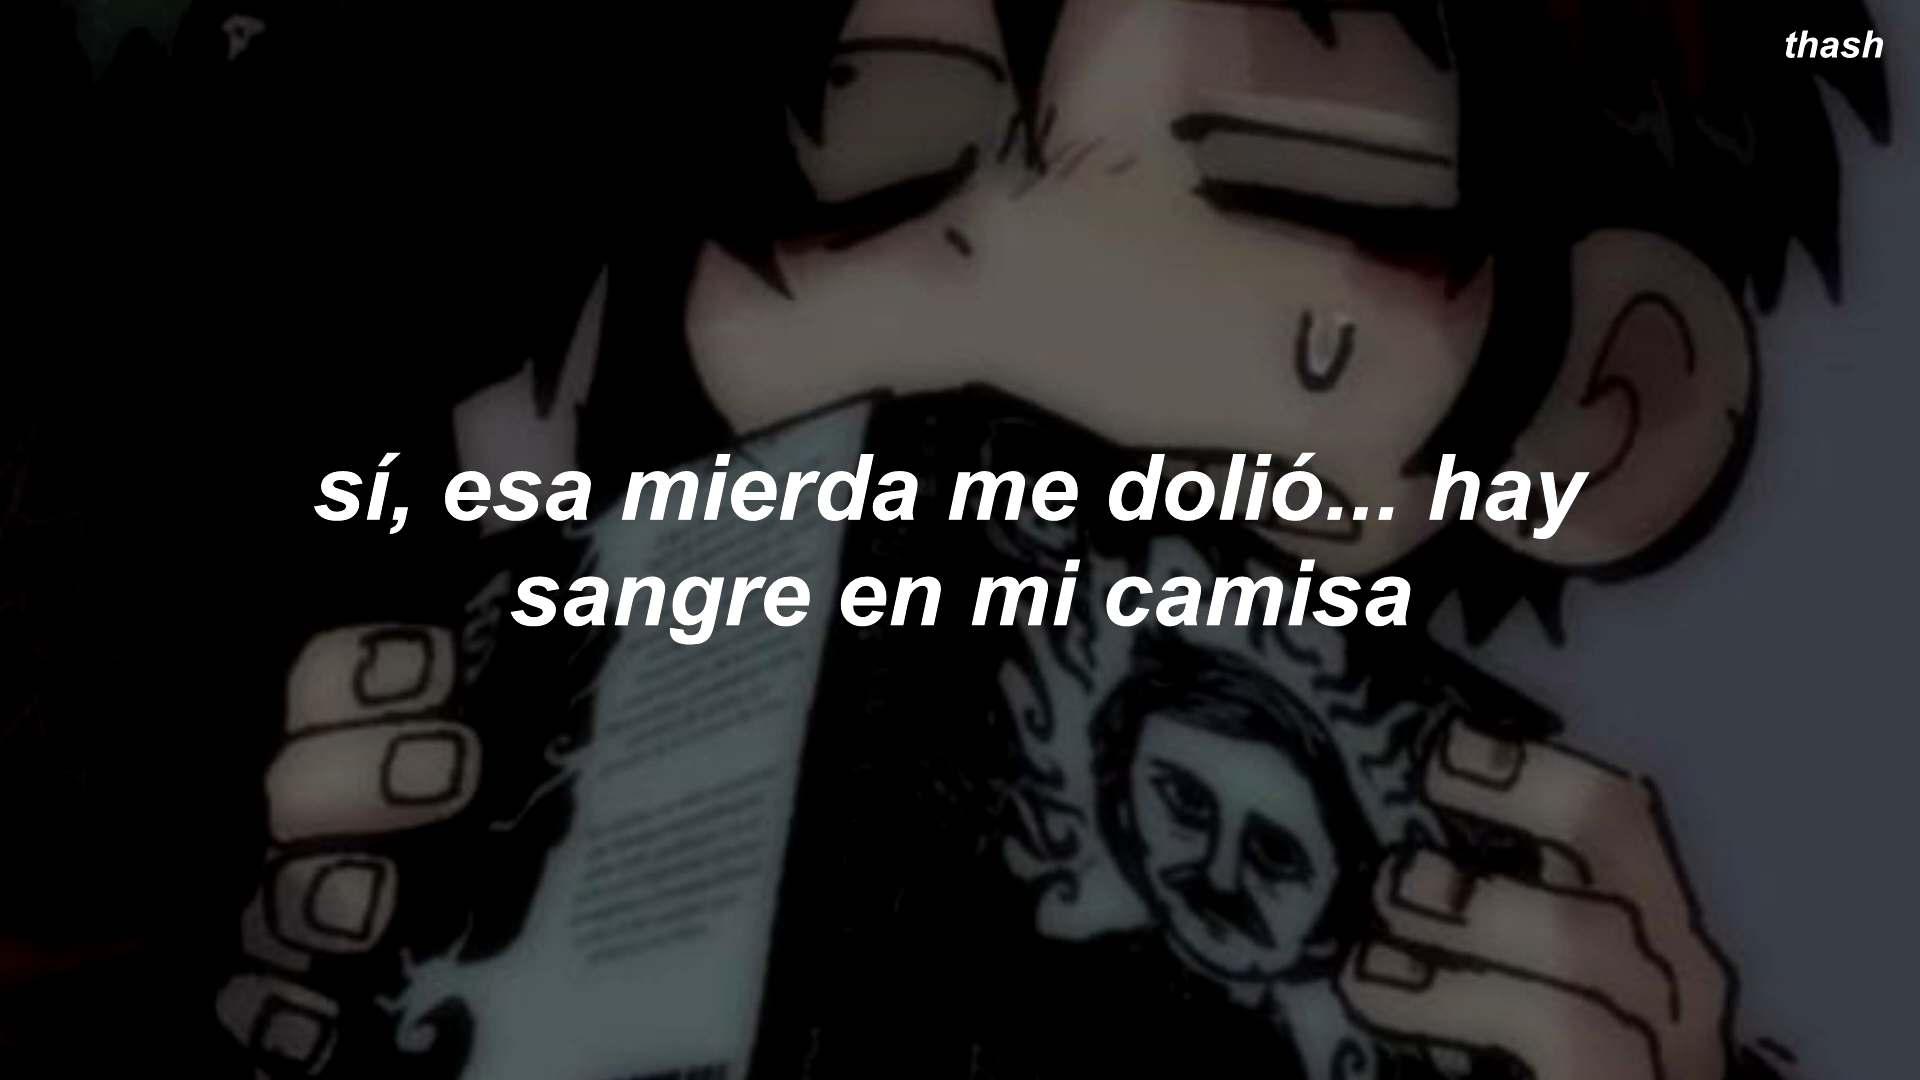 thash
sí, esa mierda me dolió... hay
sangre en mi camisa